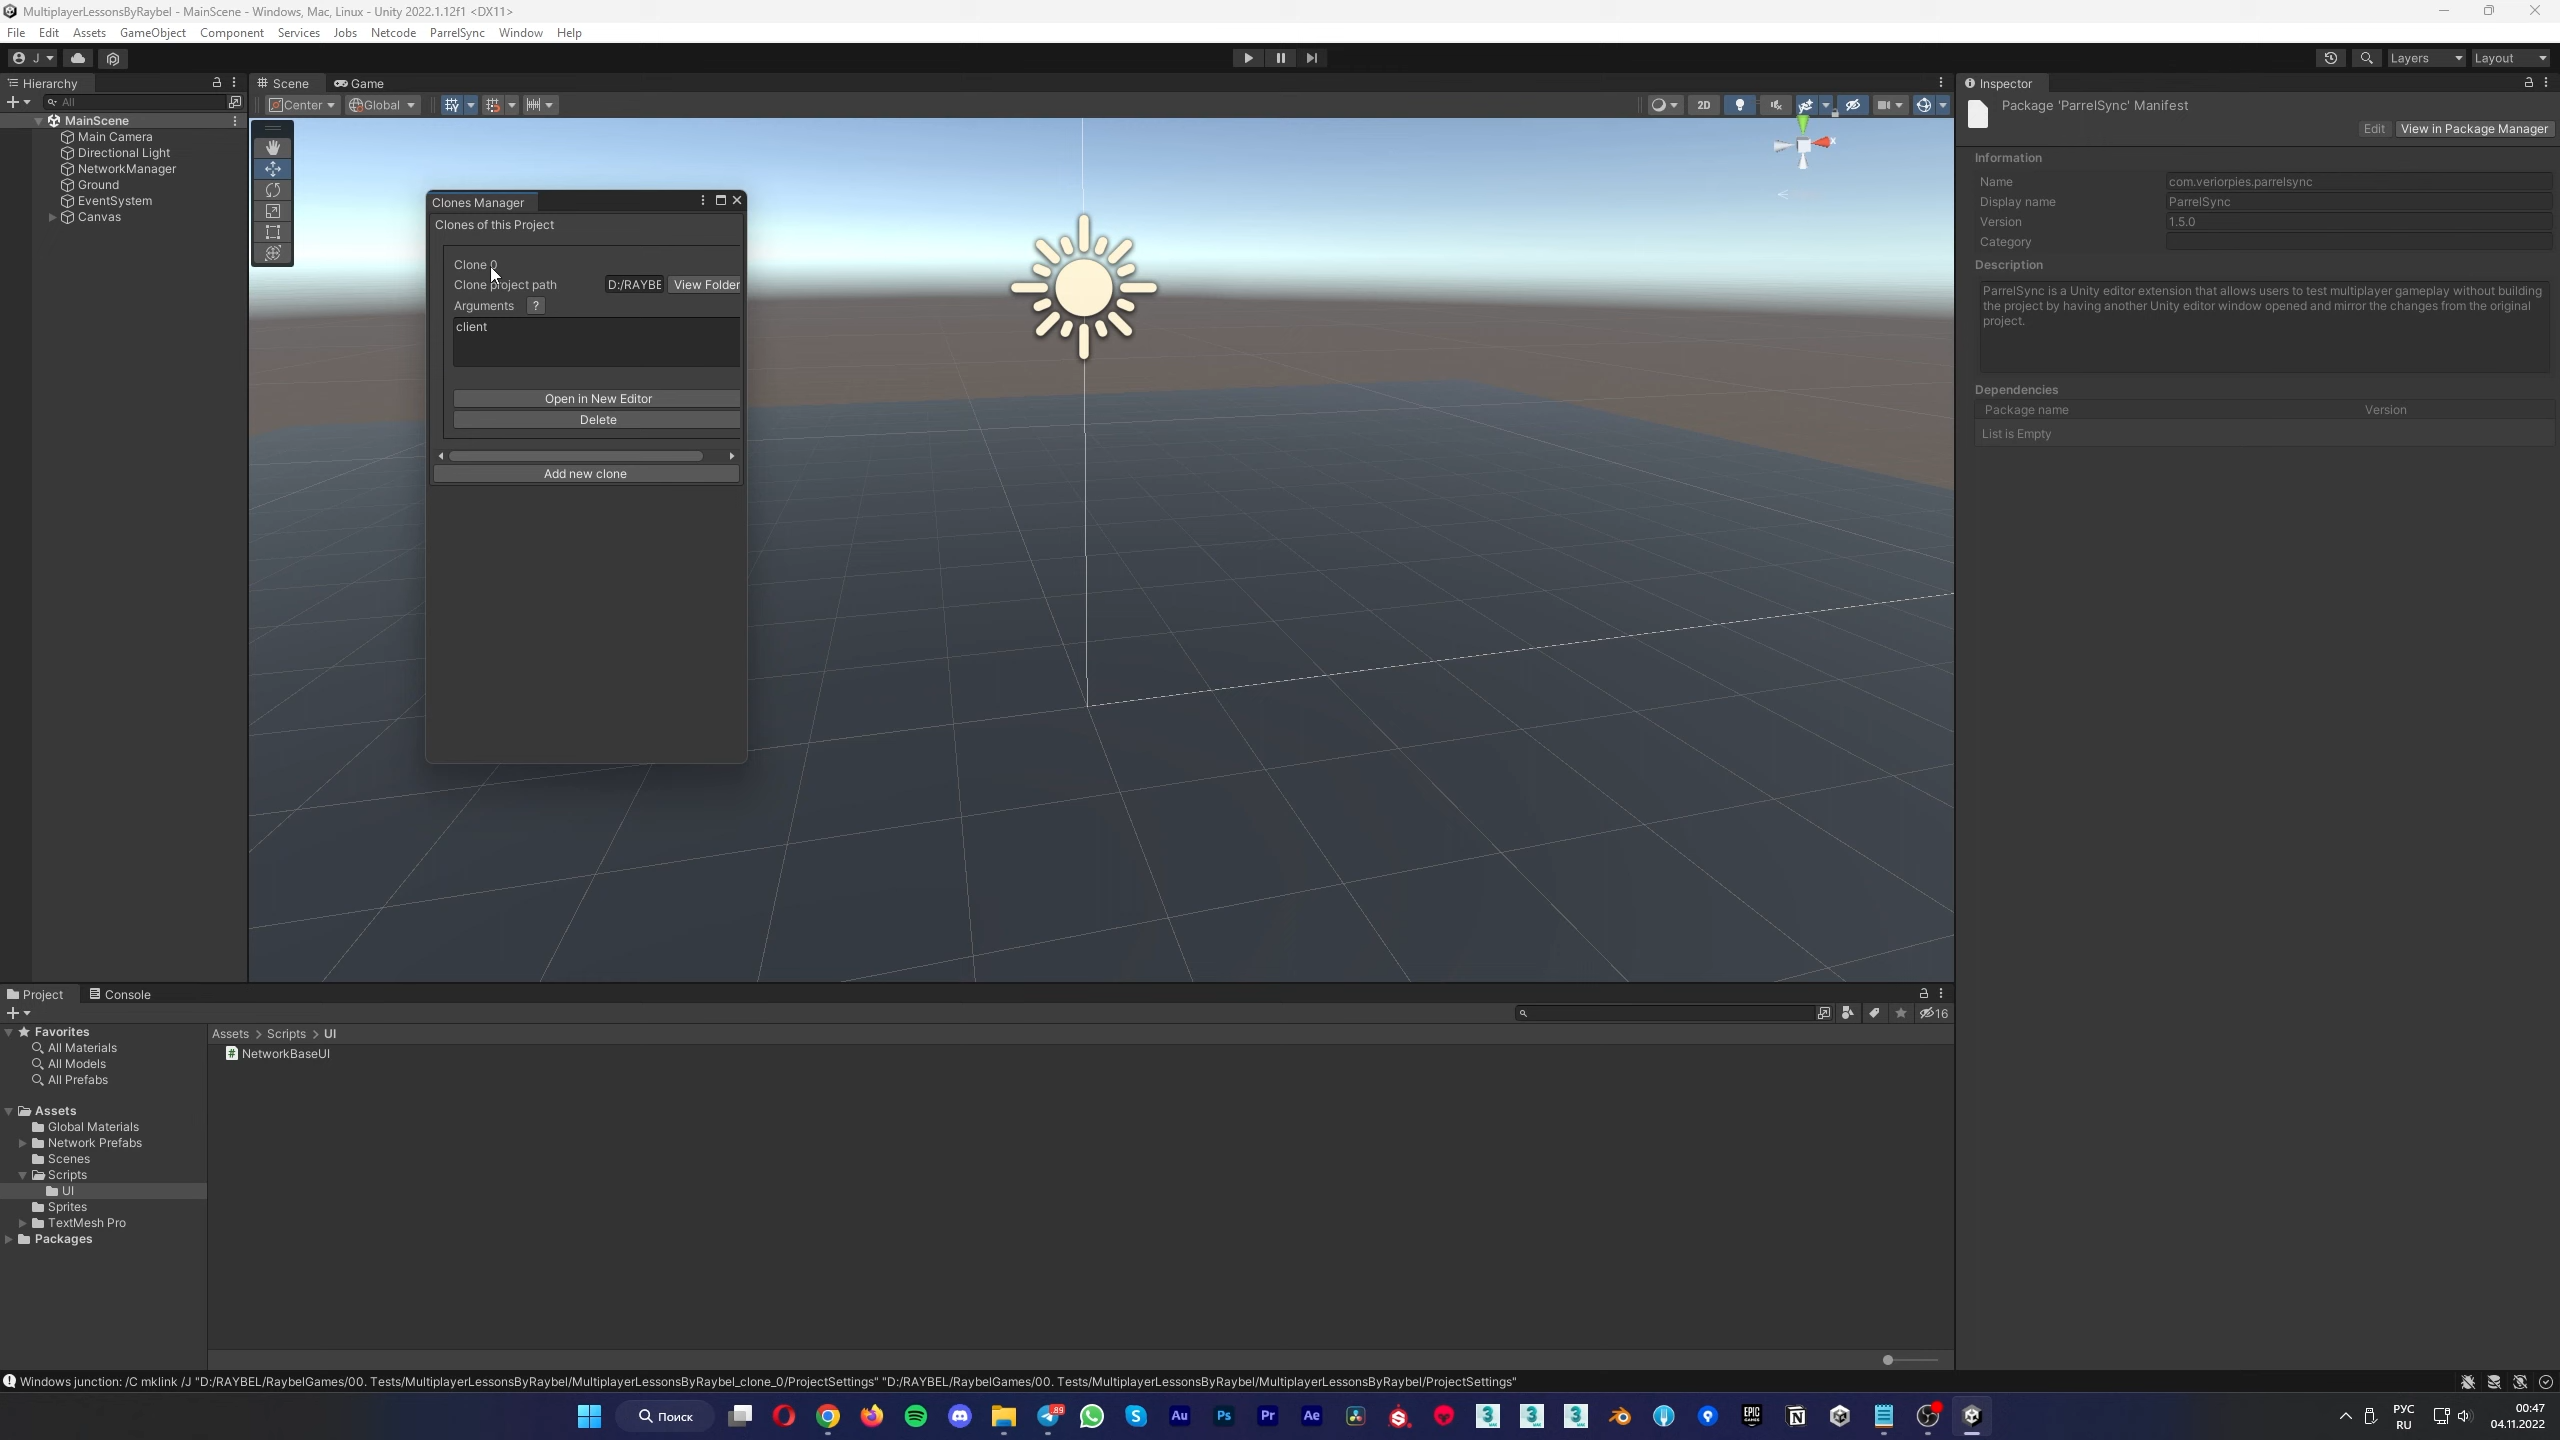 MultiplayerLessonsByRaybel - MainScene - Windows, Mac, Linux - Unity 2022.1.12f1 <DX11>
File Edit Assets GameObject Component Services Jobs Netcode ParrelSync Window Help
J Layers Layout
Hierarchy
All
MainScene
Main Camera
Directional Light
NetworkManager
Ground
EventSystem
Canvas
Scene Game
Center Global 2D
x
Clones Manager
Clones of this Project
Clone 0
Clone project path D:/RAYBE View Folder
Arguments ?
client
Open in New Editor
Delete
Add new clone
Inspector
Package 'ParrelSync' Manifest
Edit View in Package Manager
Information
Name com.veriorpies.parrelsync
Display name ParrelSync
Version 1.5.0
Category
Description
ParrelSync is a Unity editor extension that allows users to test multiplayer gameplay without building
the project by having another Unity editor window opened and mirror the changes from the original
project.
Dependencies
Package name Version
List is Empty
Project Console
16
Favorites
All Materials
All Models
All Prefabs
Assets
Global Materials
Network Prefabs
Scenes
Scripts
UI
Sprites
TextMesh Pro
Packages
Assets > Scripts > UI
NetworkBaseUI
Windows junction: /C mklink /J "D:/RAYBEL/RaybelGames/00. Tests/MultiplayerLessonsByRaybel/MultiplayerLessonsByRaybel_clone_0/ProjectSettings" "D:/RAYBEL/RaybelGames/00. Tests/MultiplayerLessonsByRaybel/MultiplayerLessonsByRaybel/ProjectSettings"
Поиск
89
Au Ps Pr Ae
РУС
RU
00:47
04.11.2022